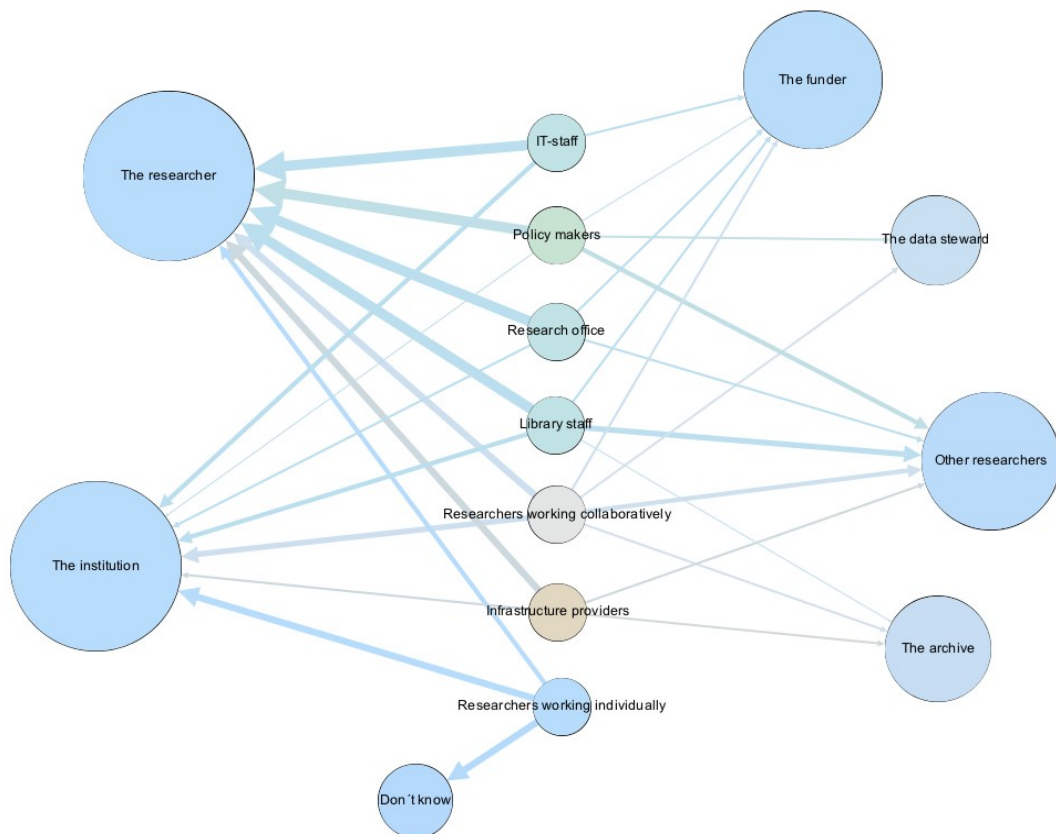 The funder
IT-staff
The researcher
Policy makers
The data steward
Research office
Library staff
Other researchers
Researchers working collaboratively
The institution
Infrastructure providers
The archive
Researchers working individually
Don´t know